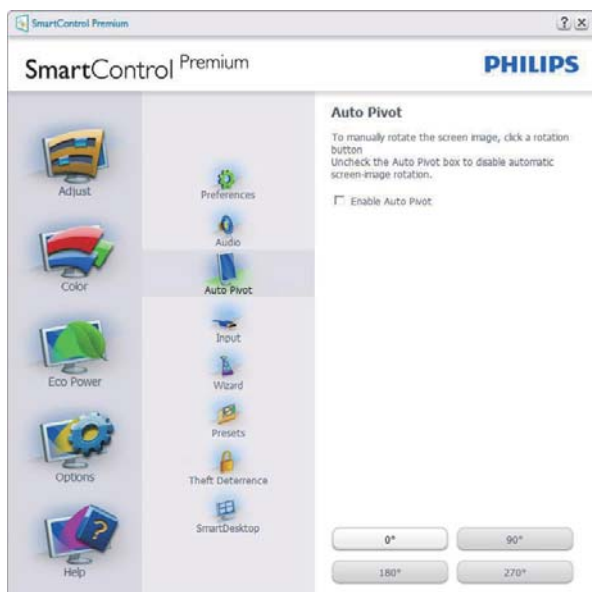 SmartControl Premium
SmartControl Premium
PHILIPS
Adjust
Color
Eco Power
Options
Help
Preferences
Audio
Auto Pivot
Input
Wizard
Presets
Theft Deterrence
SmartDesktop
Auto Pivot
To manually rotate the screen image, click a rotation
button
Uncheck the Auto Pivot box to disable automatic
screen-image rotation.
Enable Auto Pivot
0°
90°
180°
270°